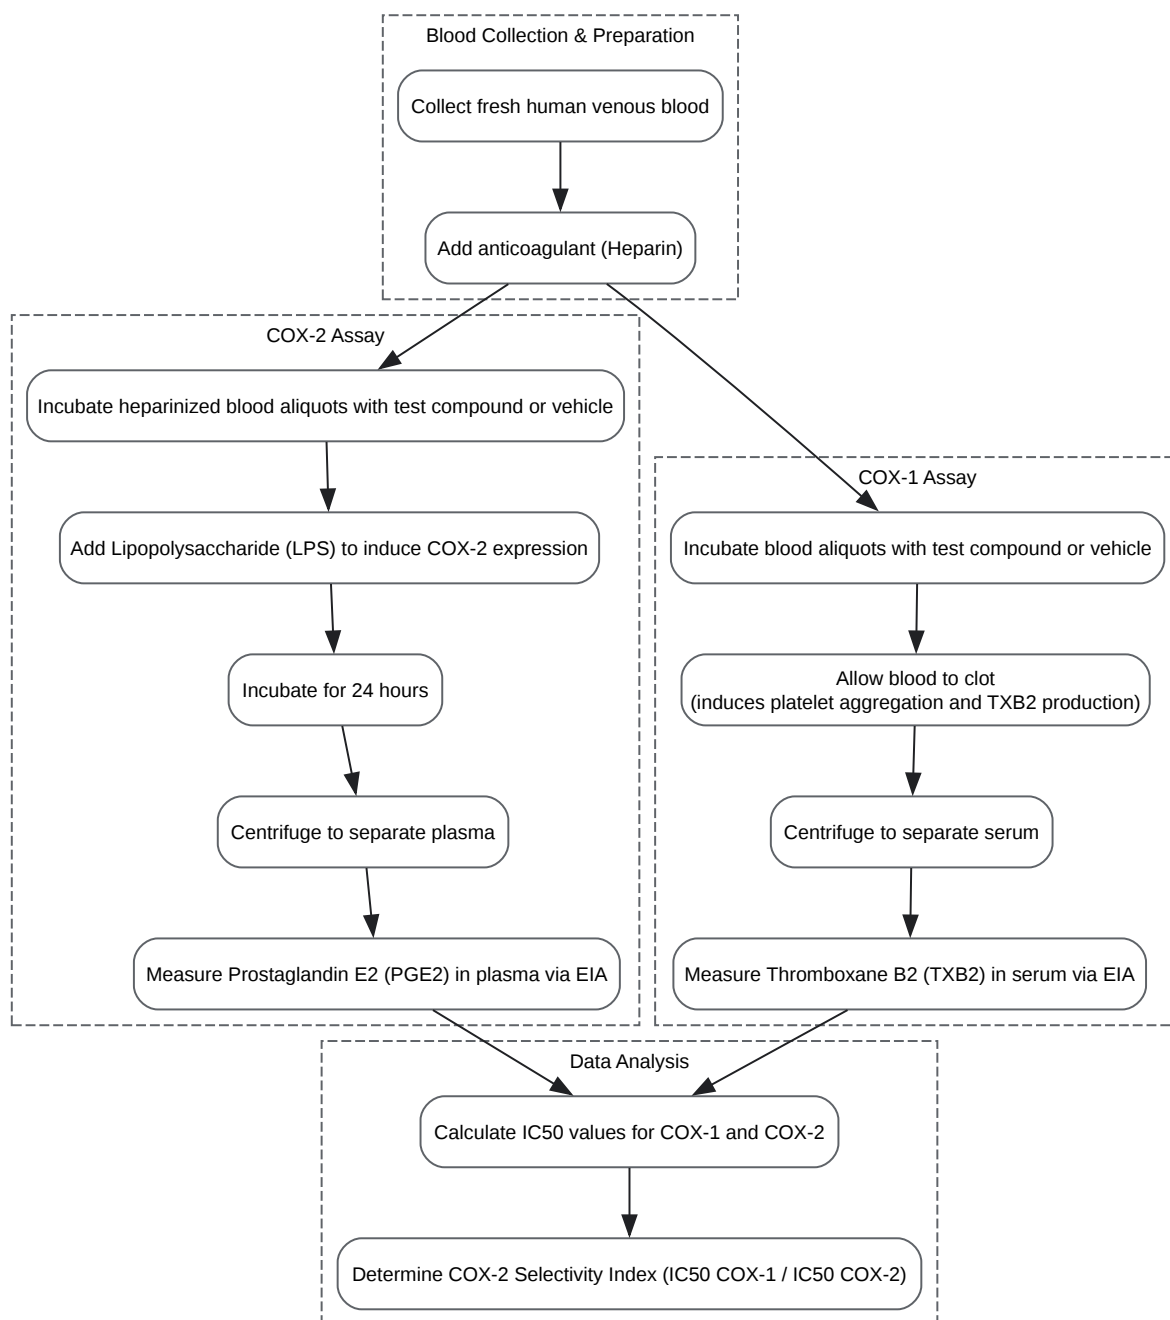 Blood Collection & Preparation
Collect fresh human venous blood
Add anticoagulant (Heparin)
COX-2 Assay
Incubate heparinized blood aliquots with test compound or vehicle
Add Lipopolysaccharide (LPS) to induce COX-2 expression
Incubate for 24 hours
Centrifuge to separate plasma
Measure Prostaglandin E2 (PGE2) in plasma via EIA
COX-1 Assay
Incubate blood aliquots with test compound or vehicle
Allow blood to clot
(induces platelet aggregation and TXB2 production)
Centrifuge to separate serum
Measure Thromboxane B2 (TXB2) in serum via EIA
Data Analysis
Calculate IC50 values for COX-1 and COX-2
Determine COX-2 Selectivity Index (IC50 COX-1 / IC50 COX-2)